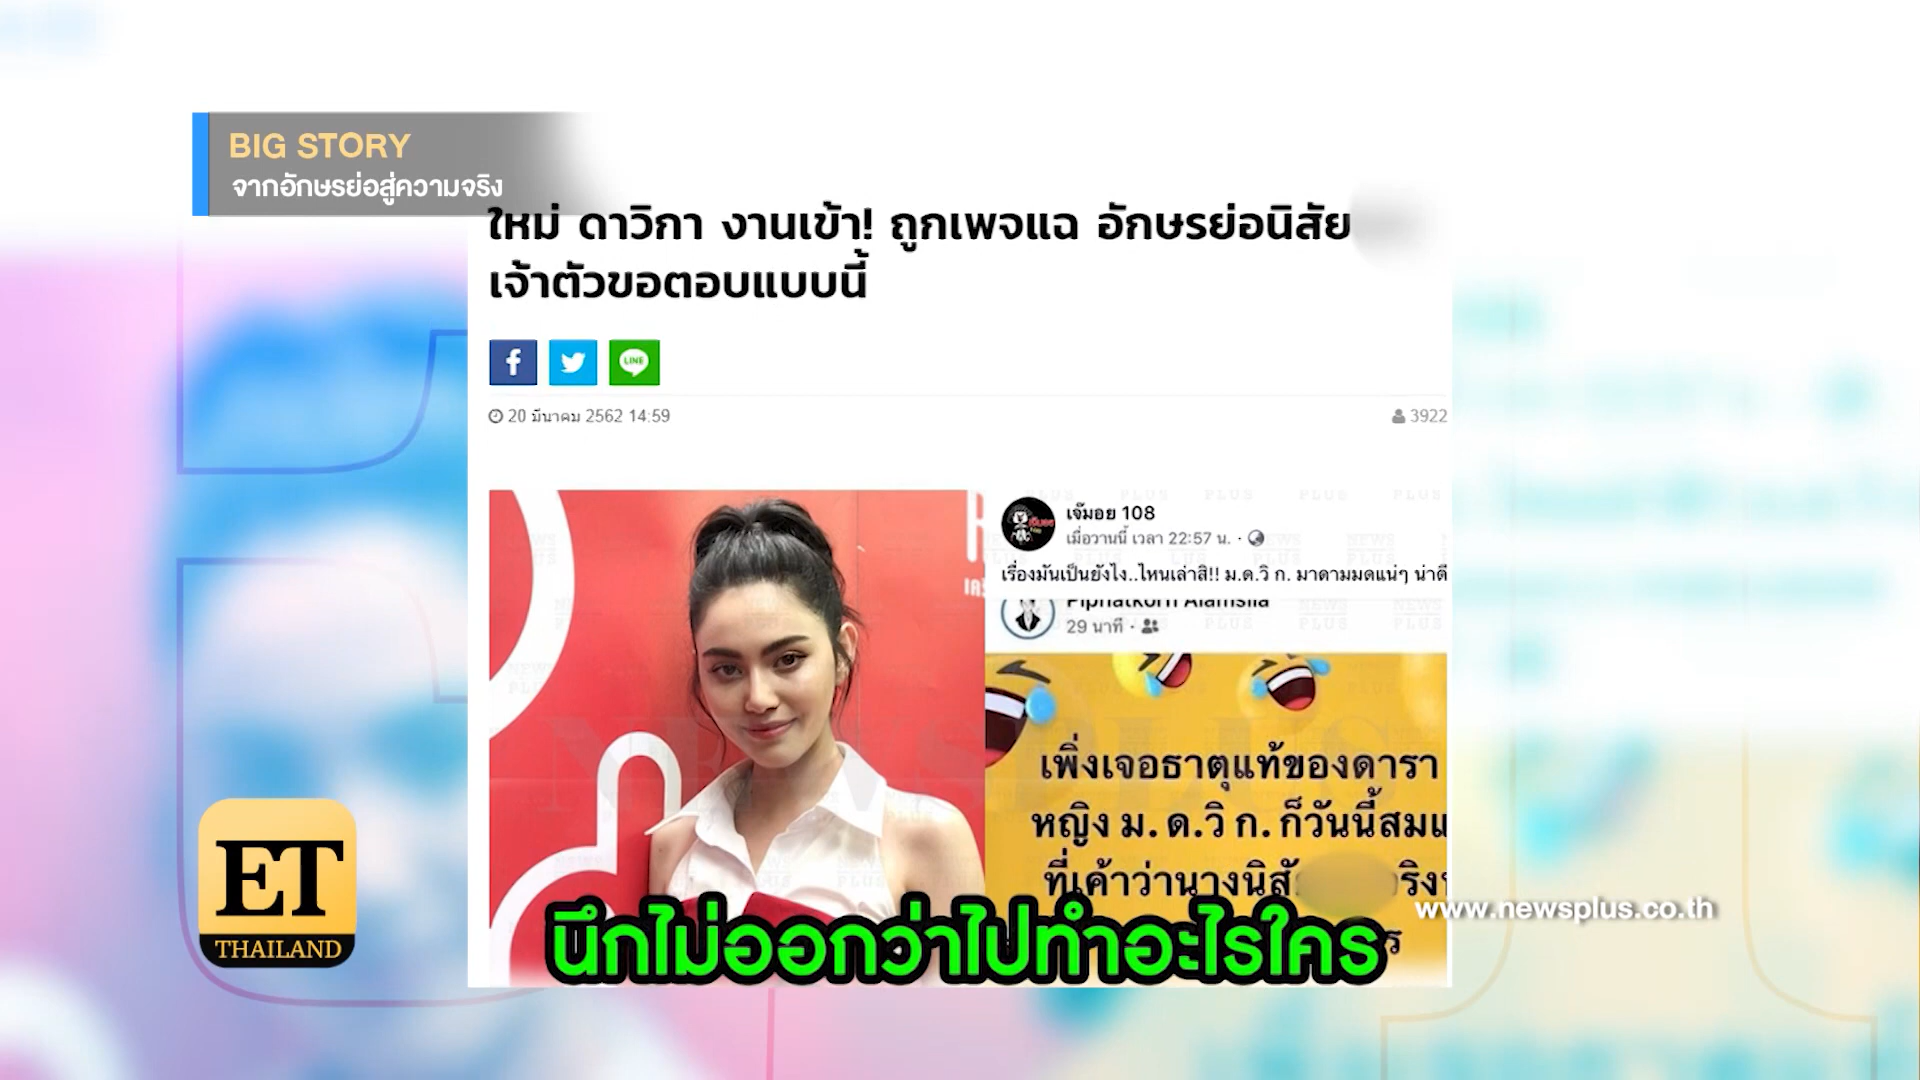 BIG STORY
จากอักษรย่อสู่ความจริง
ใหม่ ดาวิกา งานเข้า! ถูกเพจแฉ อักษรย่อนิสัย
เจ้าตัวขอตอบแบบนี้
LINE
20 มีนาคม 2562 14:59
3922
เจ๊มอย 108
เมื่อวานนี้ เวลา 22:57 น.
เรื่องมันเป็นยังไง..ไหนเล่าสิ!! ม.ด.วิ ก. มาดามมดแน่ๆ น่าตี
29 นาที
เพิ่งเจอธาตุแท้ของดารา
หญิง ม. ด.วิ ก. ก็วันนี้สมแ
ที่เค้าว่านางนิสั ริง
NEWSPLUS
www.newsplus.co.th
นึกไม่ออกว่าไปทำอะไรใคร
ET
THAILAND